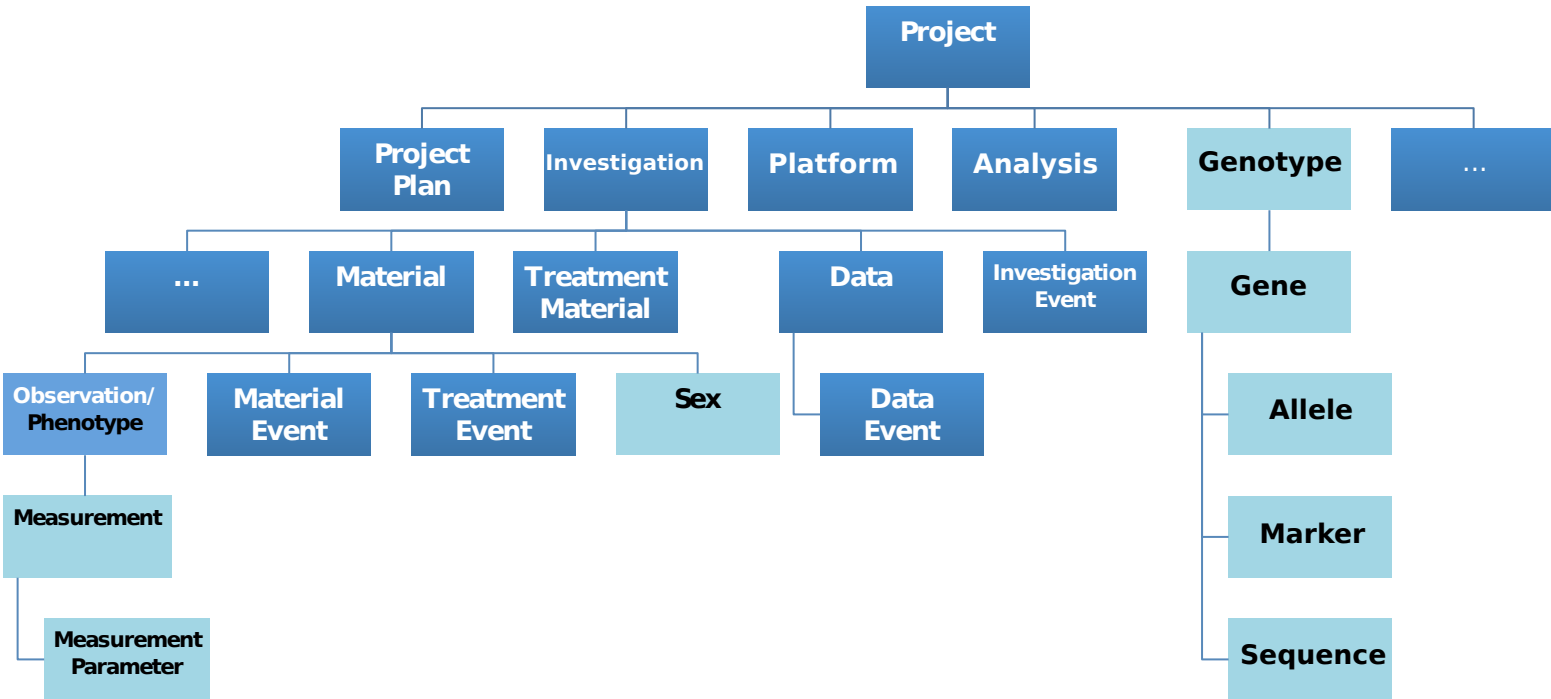 Project
Project
Plan
Investigation
Platform
Analysis
Genotype
...
...
Material
Treatment
Material
Data
Investigation
Event
Gene
Observation/
Phenotype
Material
Event
Treatment
Event
Sex
Data
Event
Allele
Measurement
Marker
Measurement
Parameter
Sequence